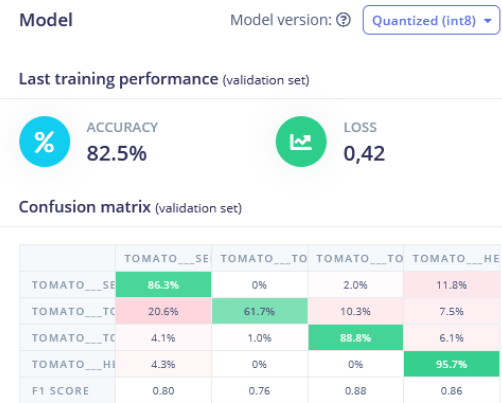 Model Model version: Quantized (int8)
Last training performance (validation set)
% ACCURACY LOSS
82.5% 0,42
Confusion matrix (validation set)
TOMATO___SE TOMATO___TO TOMATO___TO TOMATO___HE
TOMATO___SE 86.3% 0% 2.0% 11.8%
TOMATO___TO 20.6% 61.7% 10.3% 7.5%
TOMATO___TO 4.1% 1.0% 88.8% 6.1%
TOMATO___HE 4.3% 0% 0% 95.7%
F1 SCORE 0.80 0.76 0.88 0.86